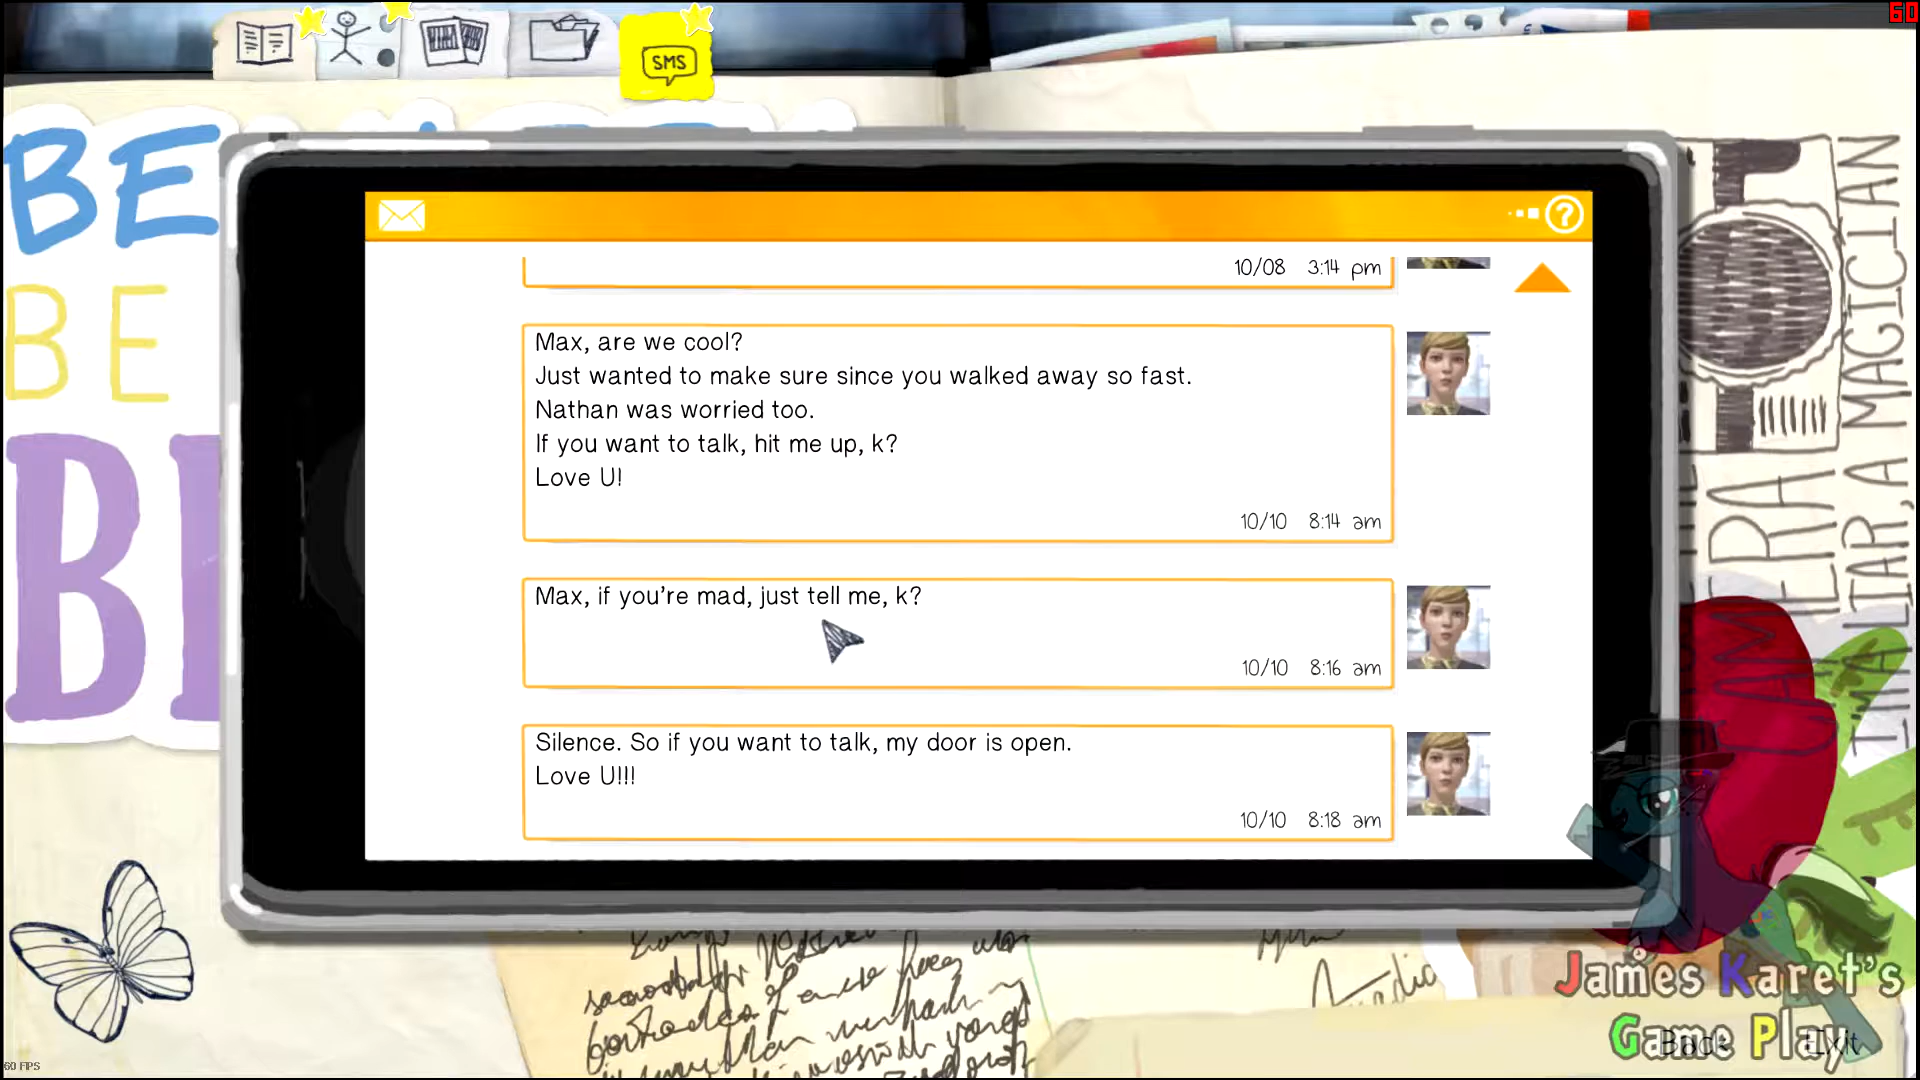 60
SMS
BE
BE
10/08 3:14 pm
Max, are we cool?
Just wanted to make sure since you walked away so fast.
Nathan was worried too.
If you want to talk, hit me up, k?
Love U!
10/10 8:14 am
Max, if you're mad, just tell me, k?
10/10 8:16 am
Silence. So if you want to talk, my door is open.
Love U!!!
10/10 8:18 am
MAGICIAN
James Karet's
Game Play
Back Exit
60 FPS